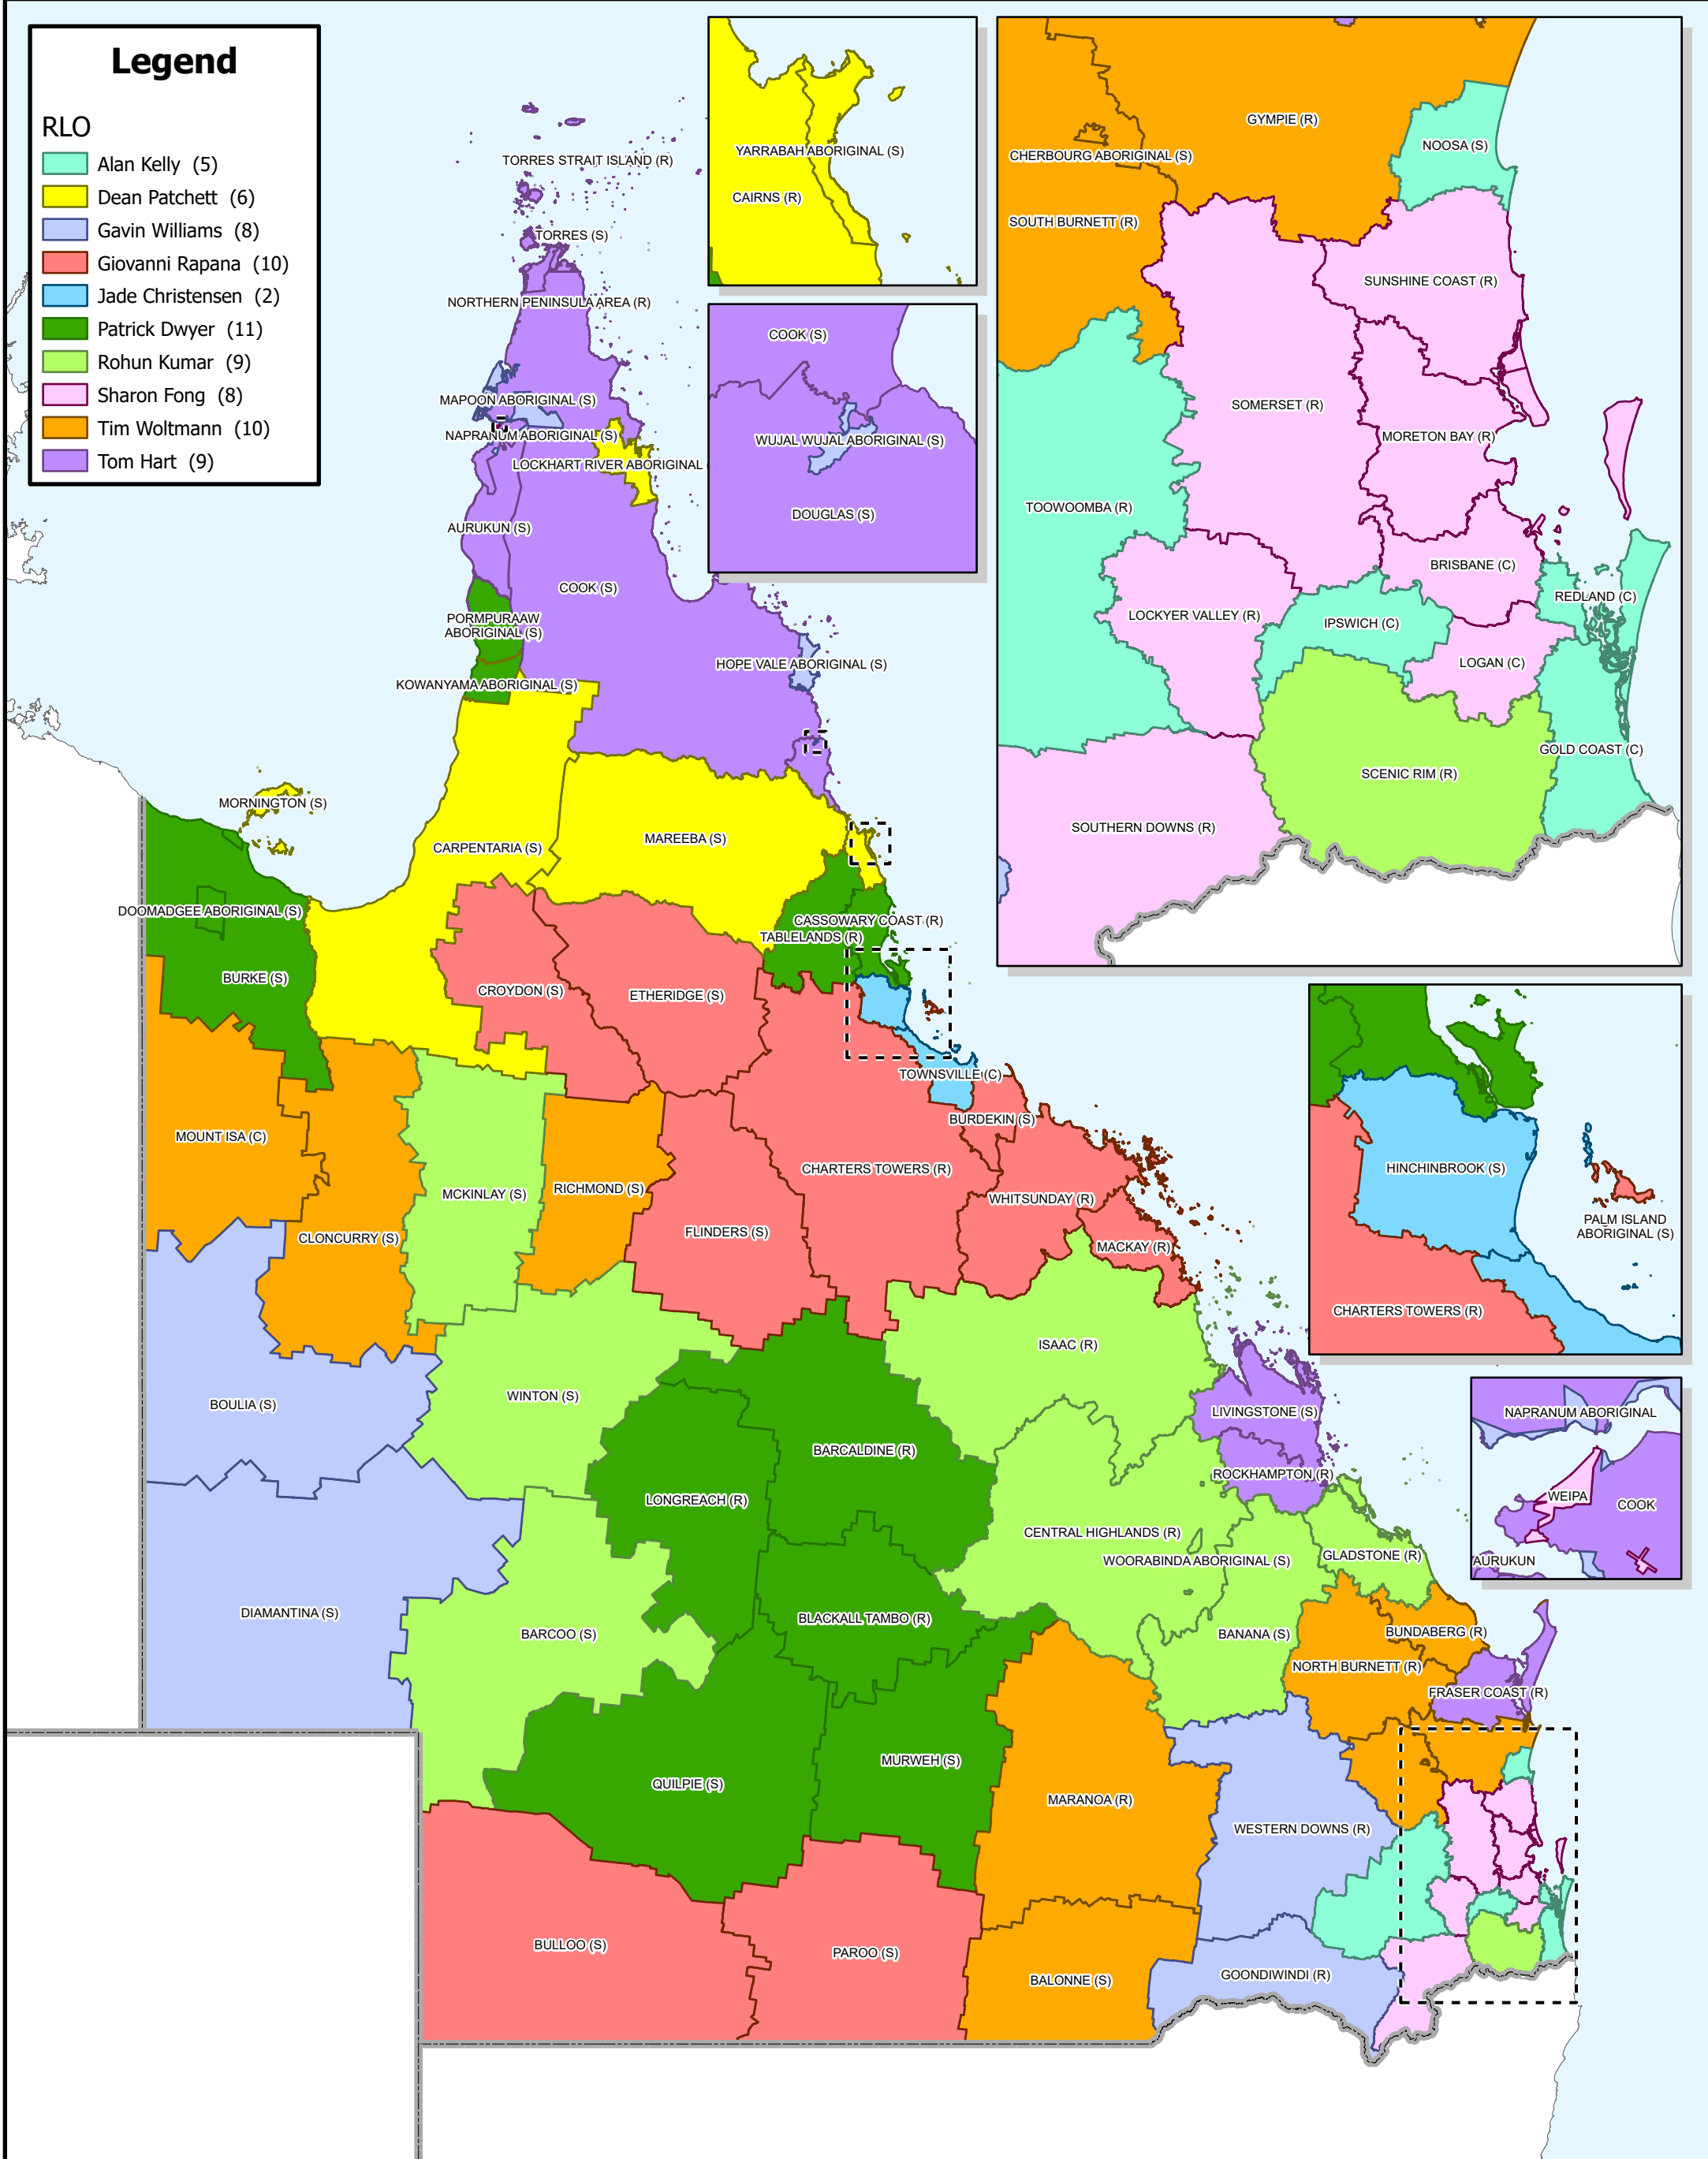 Legend
RLO
Alan Kelly (5)
Dean Patchett (6)
Gavin Williams (8)
Giovanni Rapana (10)
Jade Christensen (2)
Patrick Dwyer (11)
Rohun Kumar (9)
Sharon Fong (8)
Tim Woltmann (10)
Tom Hart (9)
TORRES STRAIT ISLAND (R)
TORRES (S)
NORTHERN PENINSULA AREA (R)
MAPOON ABORIGINAL (S)
NAPRANUM ABORIGINAL (S)
LOCKHART RIVER ABORIGINAL (
AURUKUN (S)
COOK (S)
PORMPURAAW
ABORIGINAL (S)
KOWANYAMA ABORIGINAL (S)
HOPE VALE ABORIGINAL (S)
MORNINGTON (S)
CARPENTARIA (S)
MAREEBA (S)
DOOMADGEE ABORIGINAL (S)
BURKE (S)
CASSOWARY COAST (R)
TABLELANDS (R)
CROYDON (S)
ETHERIDGE (S)
TOWNSVILLE (C)
BURDEKIN (S)
MOUNT ISA (C)
CHARTERS TOWERS (R)
MCKINLAY (S)
RICHMOND (S)
WHITSUNDAY (R)
CLONCURRY (S)
FLINDERS (S)
MACKAY (R)
ISAAC (R)
BOULIA (S)
WINTON (S)
LIVINGSTONE (S)
BARCALDINE (R)
ROCKHAMPTON (R)
LONGREACH (R)
CENTRAL HIGHLANDS (R)
WOORABINDA ABORIGINAL (S)
GLADSTONE (R)
DIAMANTINA (S)
BARCOO (S)
BLACKALL TAMBO (R)
BANANA (S)
BUNDABERG (R)
NORTH BURNETT (R)
FRASER COAST (R)
QUILPIE (S)
MURWEH (S)
MARANOA (R)
WESTERN DOWNS (R)
BULLOO (S)
PAROO (S)
BALONNE (S)
GOONDIWINDI (R)
YARRABAH ABORIGINAL (S)
CAIRNS (R)
COOK (S)
WUJAL WUJAL ABORIGINAL (S)
DOUGLAS (S)
GYMPIE (R)
NOOSA (S)
CHERBOURG ABORIGINAL (S)
SOUTH BURNETT (R)
SUNSHINE COAST (R)
SOMERSET (R)
MORETON BAY (R)
TOOWOOMBA (R)
BRISBANE (C)
REDLAND (C)
LOCKYER VALLEY (R)
IPSWICH (C)
LOGAN (C)
GOLD COAST (C)
SCENIC RIM (R)
SOUTHERN DOWNS (R)
HINCHINBROOK (S)
PALM ISLAND
ABORIGINAL (S)
CHARTERS TOWERS (R)
NAPRANUM ABORIGINAL
WEIPA
COOK
AURUKUN